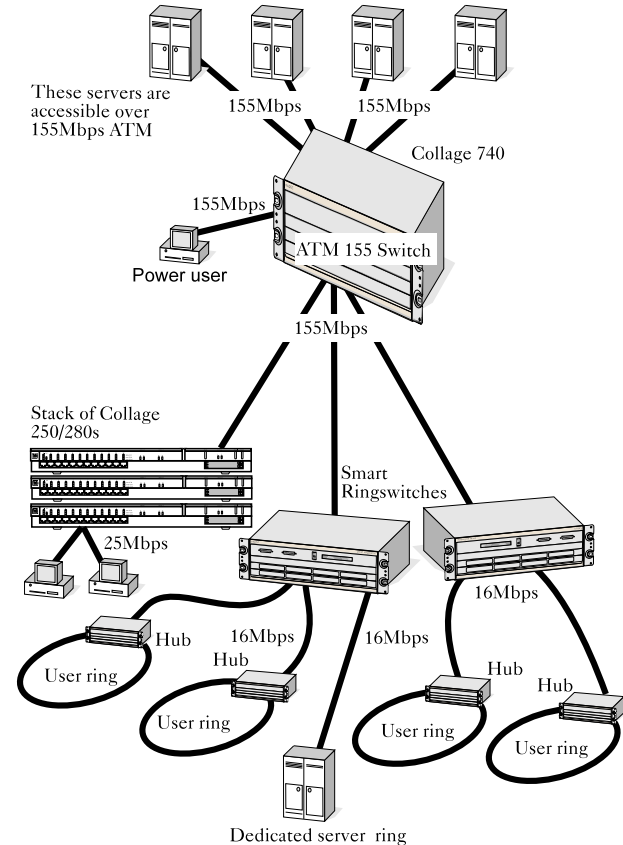 These servers are
accessible over
155Mbps ATM
155Mbps
155Mbps
Collage 740
155Mbps
ATM 155 Switch
Power user
155Mbps
Stack of Collage
250/280s
Smart
Ringswitches
25Mbps
16Mbps
Hub
16Mbps
16Mbps
Hub
Hub
Hub
User ring
User ring
User ring
User ring
Dedicated server ring